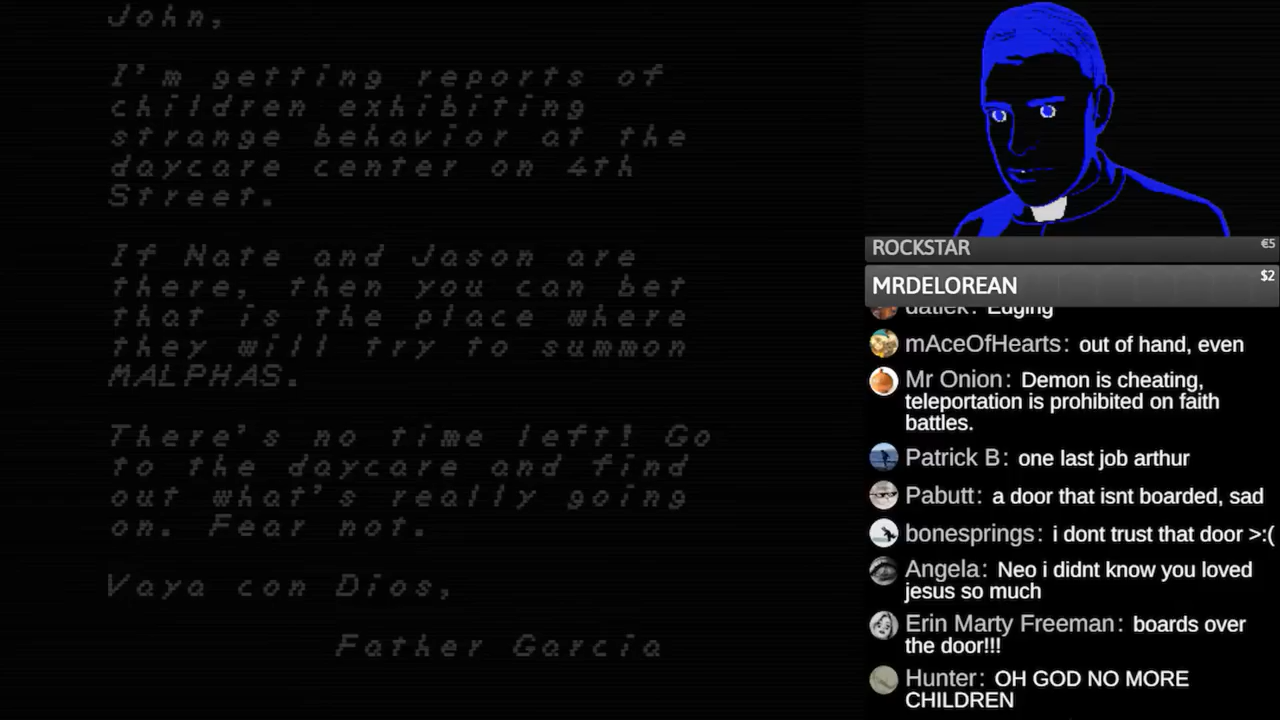 John,
I'm getting reports of
children exhibiting
strange behavior at the
daycare center on 4th
Street.
If Nate and Jason are
there, then you can bet
that is the place where
they will try to summon
MALPHAS.
There's no time left! Go
to the daycare and find
out what's really going
on. Fear not.
Vaya con Dios,
Father Garcia
ROCKSTAR €5
MRDELOREAN $2
datlek: Edging
mAceOfHearts: out of hand, even
Mr Onion: Demon is cheating,
teleportation is prohibited on faith
battles.
Patrick B: one last job arthur
Pabutt: a door that isnt boarded, sad
bonesprings: i dont trust that door >:(
Angela: Neo i didnt know you loved
jesus so much
Erin Marty Freeman: boards over
the door!!!
Hunter: OH GOD NO MORE
CHILDREN